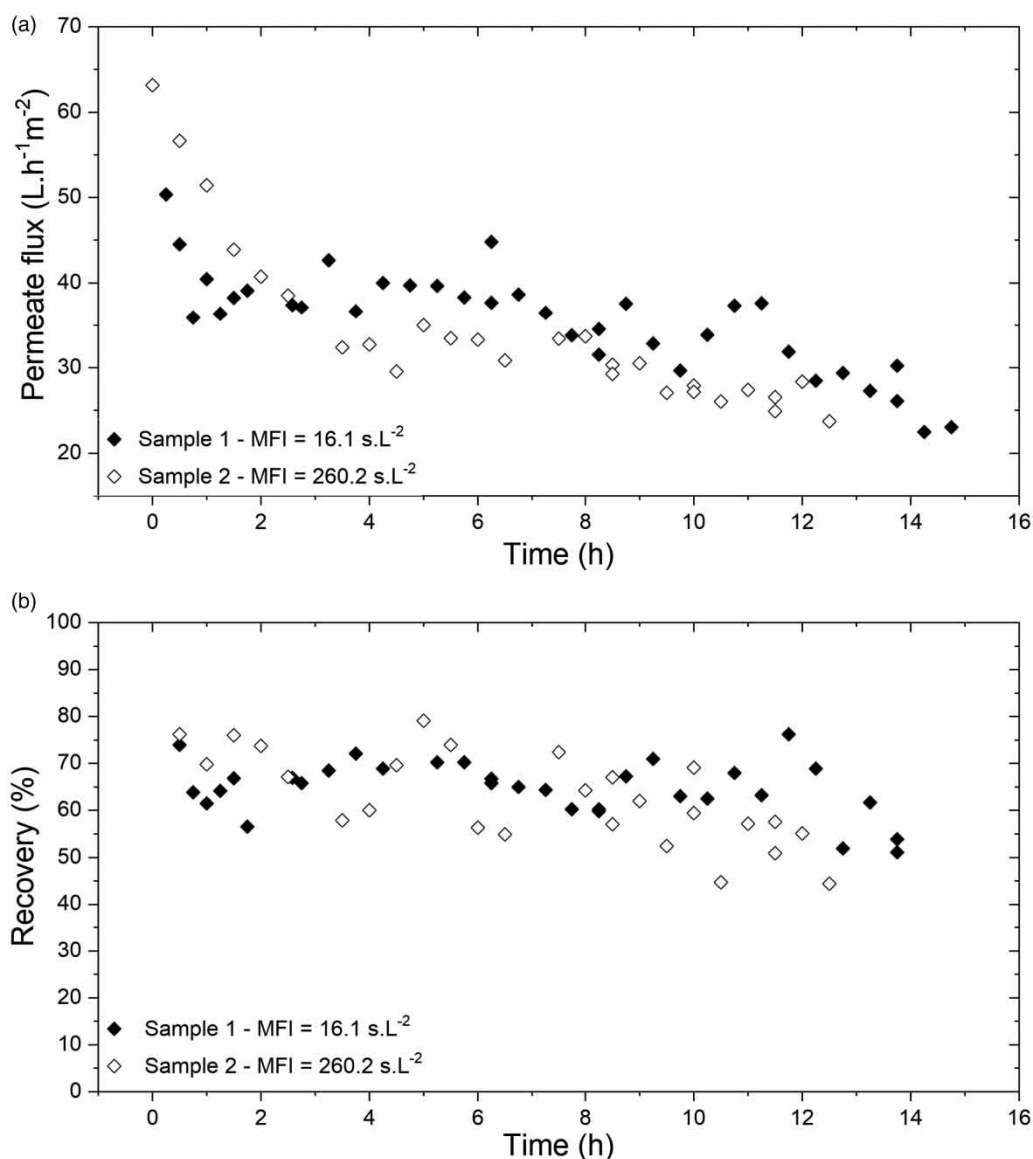 (a)
70
60
50
40
30
20
Permeate flux (L.h⁻¹m⁻²)
Sample 1 - MFI = 16.1 s.L⁻²
Sample 2 - MFI = 260.2 s.L⁻²
0 2 4 6 8 10 12 14 16
Time (h)
(b)
100
90
80
70
60
50
40
30
20
10
0
Recovery (%)
Sample 1 - MFI = 16.1 s.L⁻²
Sample 2 - MFI = 260.2 s.L⁻²
0 2 4 6 8 10 12 14 16
Time (h)